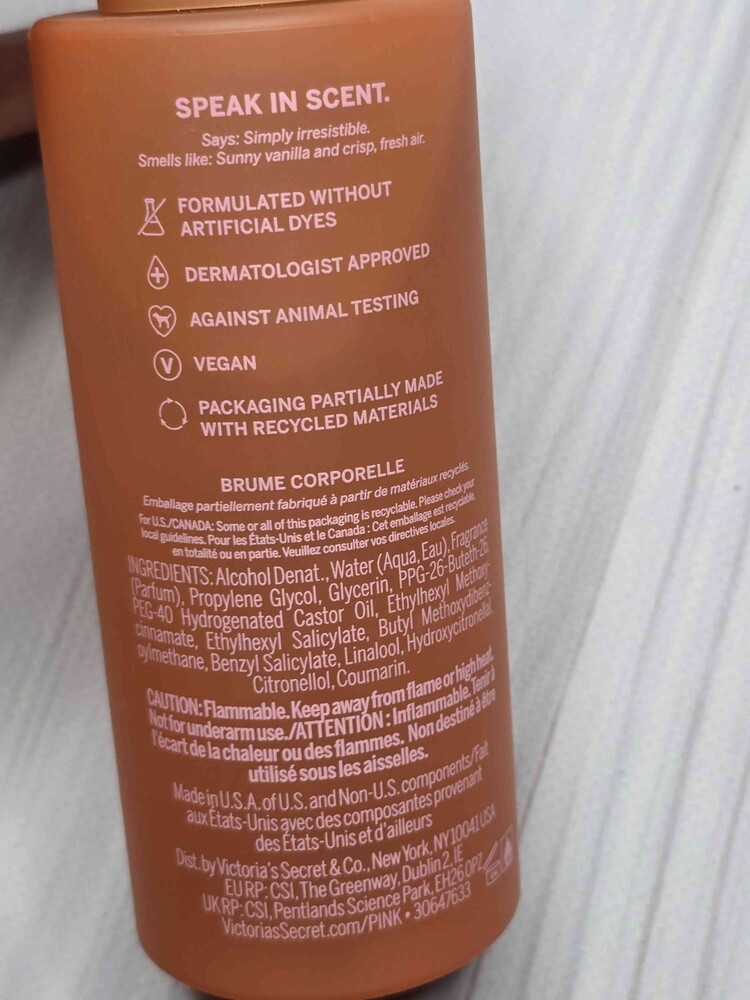 SPEAK IN SCENT.
Says: Simply irresistible.
Smells like: Sunny vanilla and crisp, fresh air.
FORMULATED WITHOUT
ARTIFICIAL DYES
DERMATOLOGIST APPROVED
AGAINST ANIMAL TESTING
V VEGAN
PACKAGING PARTIALLY MADE
WITH RECYCLED MATERIALS
BRUME CORPORELLE
Emballage partiellement fabriqué à partir de matériaux recyclés.
For U.S./CANADA: Some or all of this packaging is recyclable. Please check your
local guidelines. Pour les États-Unis et le Canada : Cet emballage est recyclable,
en totalité ou en partie. Veuillez consulter vos directives locales.
INGREDIENTS: Alcohol Denat., Water (Aqua, Eau), Fragrance
(Parfum), Propylene Glycol, Glycerin, PPG-26-Buteth-26,
PEG-40 Hydrogenated Castor Oil, Ethylhexyl Methoxy-
cinnamate, Ethylhexyl Salicylate, Butyl Methoxydibenz-
oylmethane, Benzyl Salicylate, Linalool, Hydroxycitronellal,
Citronellol, Coumarin.
CAUTION: Flammable. Keep away from flame or high heat.
Not for underarm use./ATTENTION : Inflammable. Tenir à
l'écart de la chaleur ou des flammes. Non destiné à être
utilisé sous les aisselles.
Made in U.S.A. of U.S. and Non-U.S. components/Fait
aux États-Unis avec des composantes provenant
des États-Unis et d'ailleurs
Dist. by Victoria's Secret & Co., New York, NY 10041 USA
EU RP: CSI, The Greenway, Dublin 2, IE
UK RP: CSI, Pentlands Science Park, EH26 0PZ
VictoriasSecret.com/PINK • 30647633